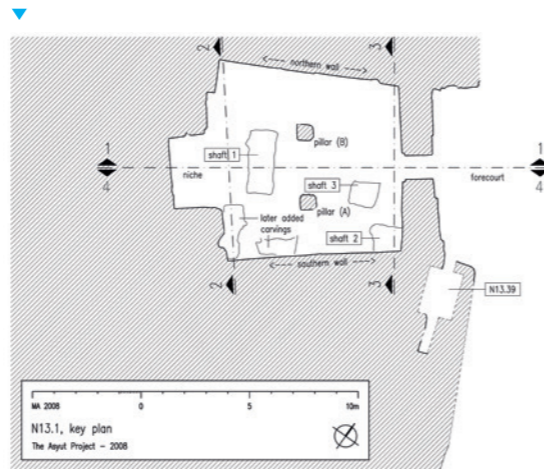 2
3
<--- northern wall --->
pillar (B)
1
1
shaft 1
niche
forecourt
4
4
shaft 3
later added
carvings
pillar (A)
shaft 2
<--- southern wall --->
2
3
N13.39
MA 2008
0
5
10m
N13.1, key plan
The Asyut Project – 2008